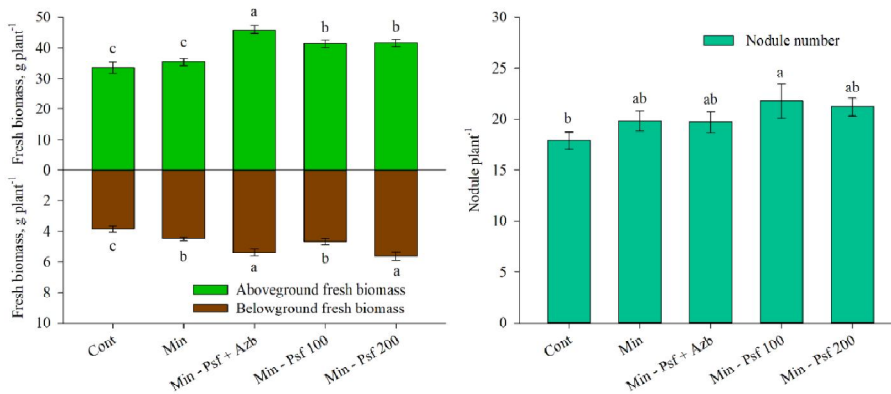 Fresh biomass, g plant⁻¹
50
40
30
20
10
0
c
c
a
b
b
Fresh biomass, g plant⁻¹
2
4
6
8
10
c
b
a
b
a
Aboveground fresh biomass
Belowground fresh biomass
Cont
Min
Min - Psf + Azb
Min - Psf 100
Min - Psf 200
Nodule plant⁻¹
30
25
20
15
10
5
0
Nodule number
b
ab
ab
a
ab
Cont
Min
Min - Psf + Azb
Min - Psf 100
Min - Psf 200